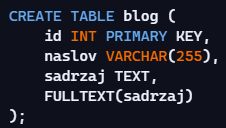 CREATE TABLE blog (
    id INT PRIMARY KEY,
    naslov VARCHAR(255),
    sadrzaj TEXT,
    FULLTEXT(sadrzaj)
);